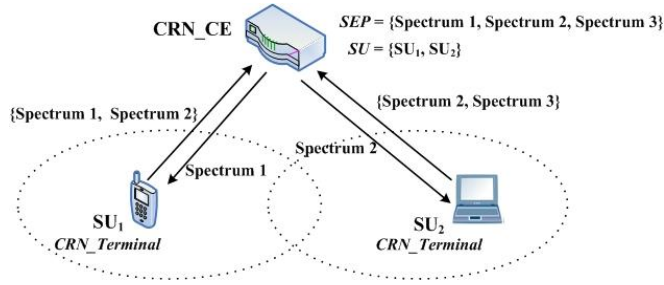 CRN_CE
SEP = {Spectrum 1, Spectrum 2, Spectrum 3}
SU = {SU₁, SU₂}
{Spectrum 1, Spectrum 2}
{Spectrum 2, Spectrum 3}
Spectrum 1
Spectrum 2
SU₁
CRN_Terminal
SU₂
CRN_Terminal